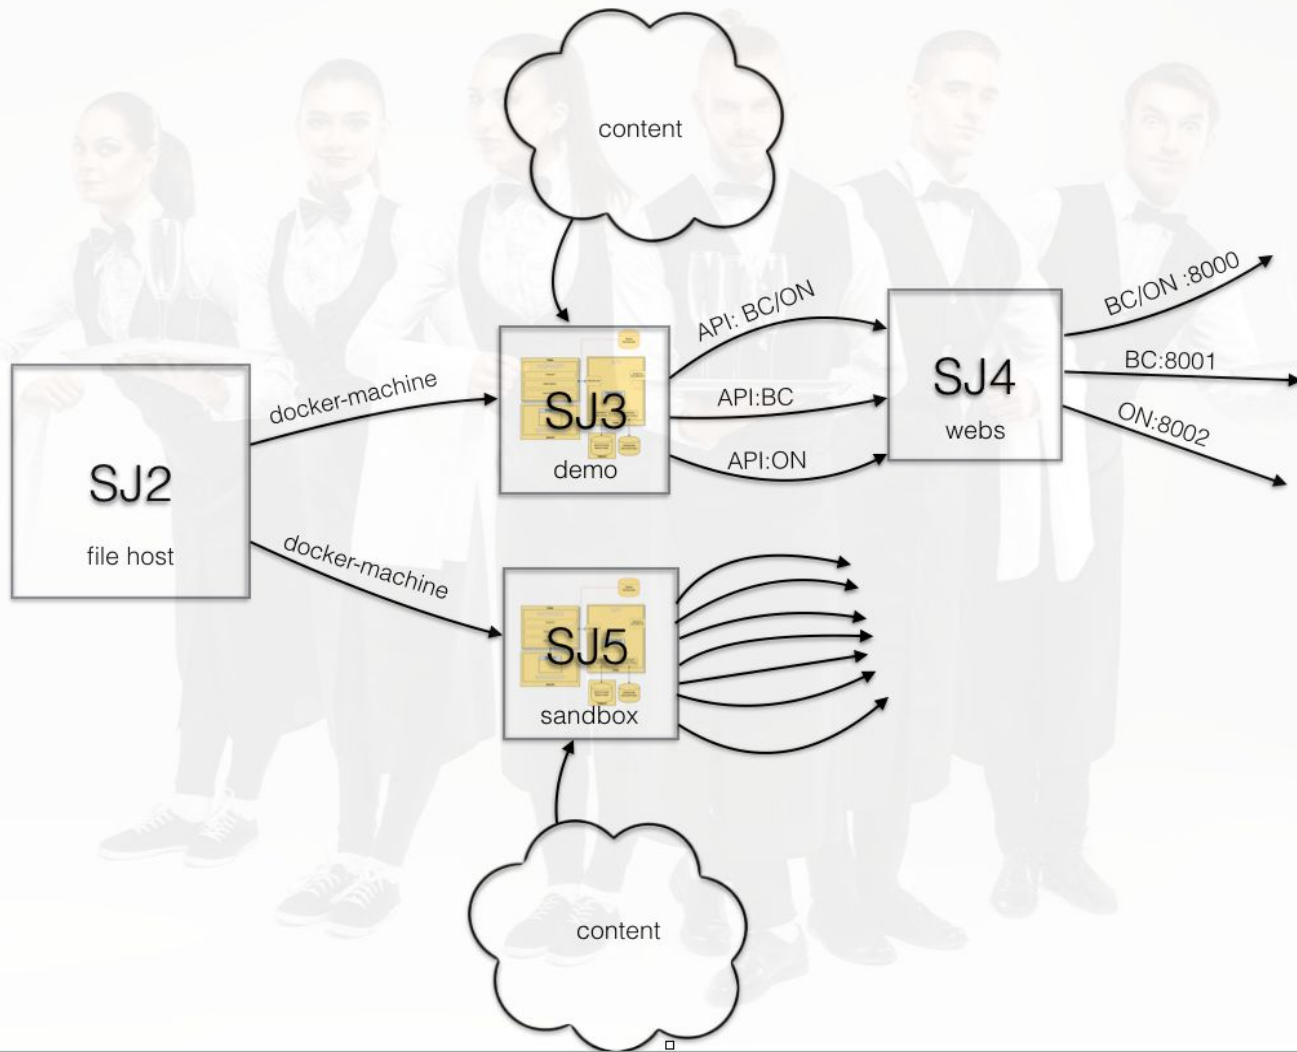 content
API: BC/ON
BC/ON :8000
docker-machine
SJ3
demo
API:BC
API:ON
SJ4
webs
BC:8001
ON:8002
SJ2
file host
docker-machine
SJ5
sandbox
content